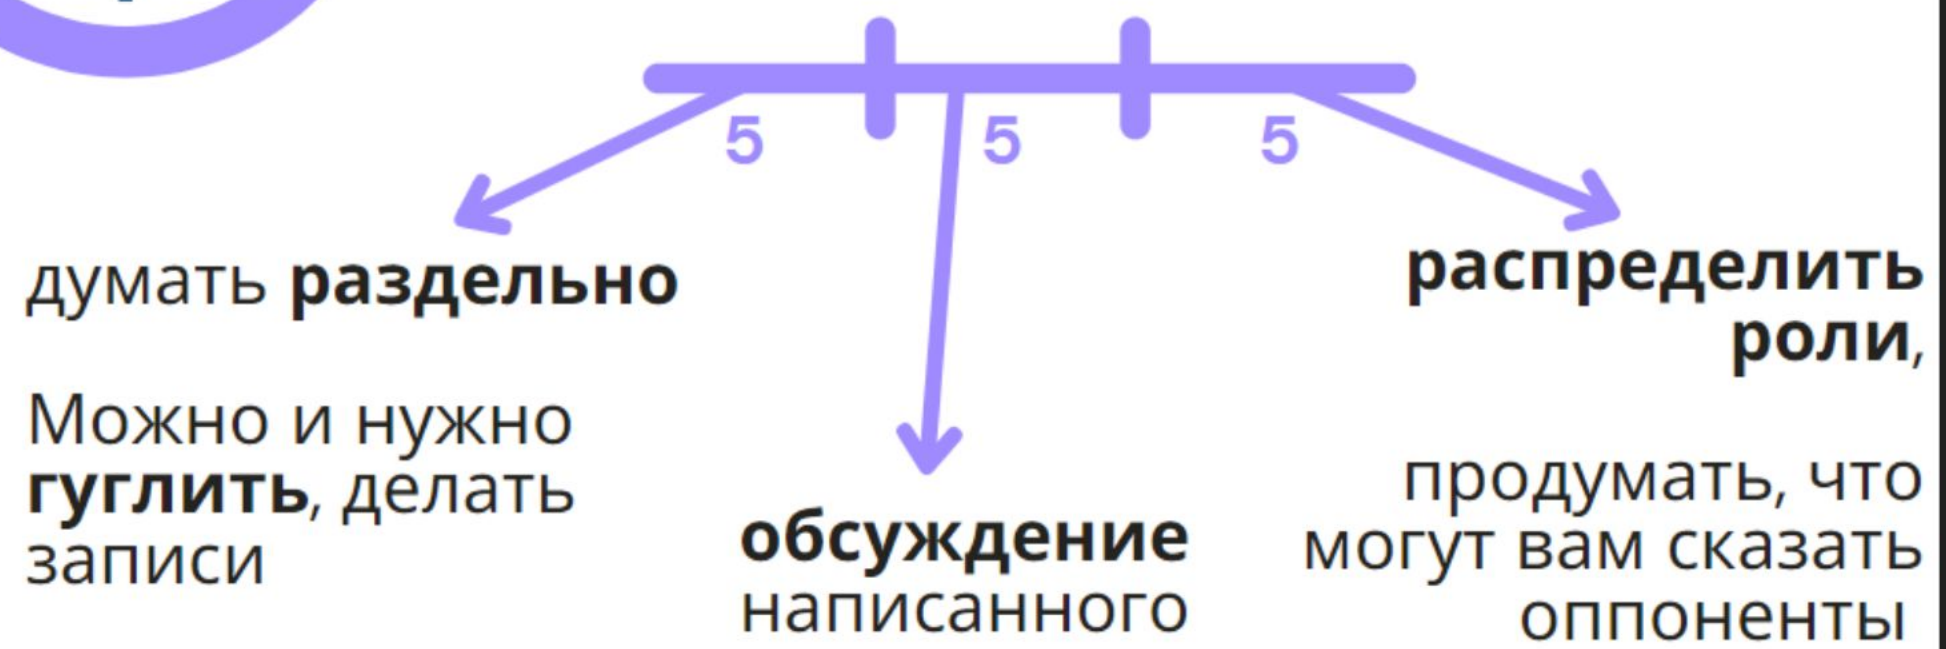 5
5
5
думать раздельно
Можно и нужно
гуглить, делать
записи
обсуждение
написанного
распределить
роли,
продумать, что
могут вам сказать
оппоненты